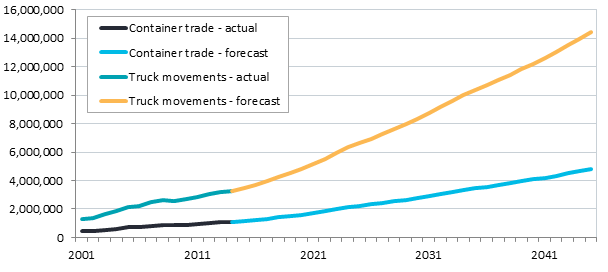 16,000,000
14,000,000
12,000,000
10,000,000
8,000,000
6,000,000
4,000,000
2,000,000
0
Container trade - actual
Container trade - forecast
Truck movements - actual
Truck movements - forecast
2001 2011 2021 2031 2041